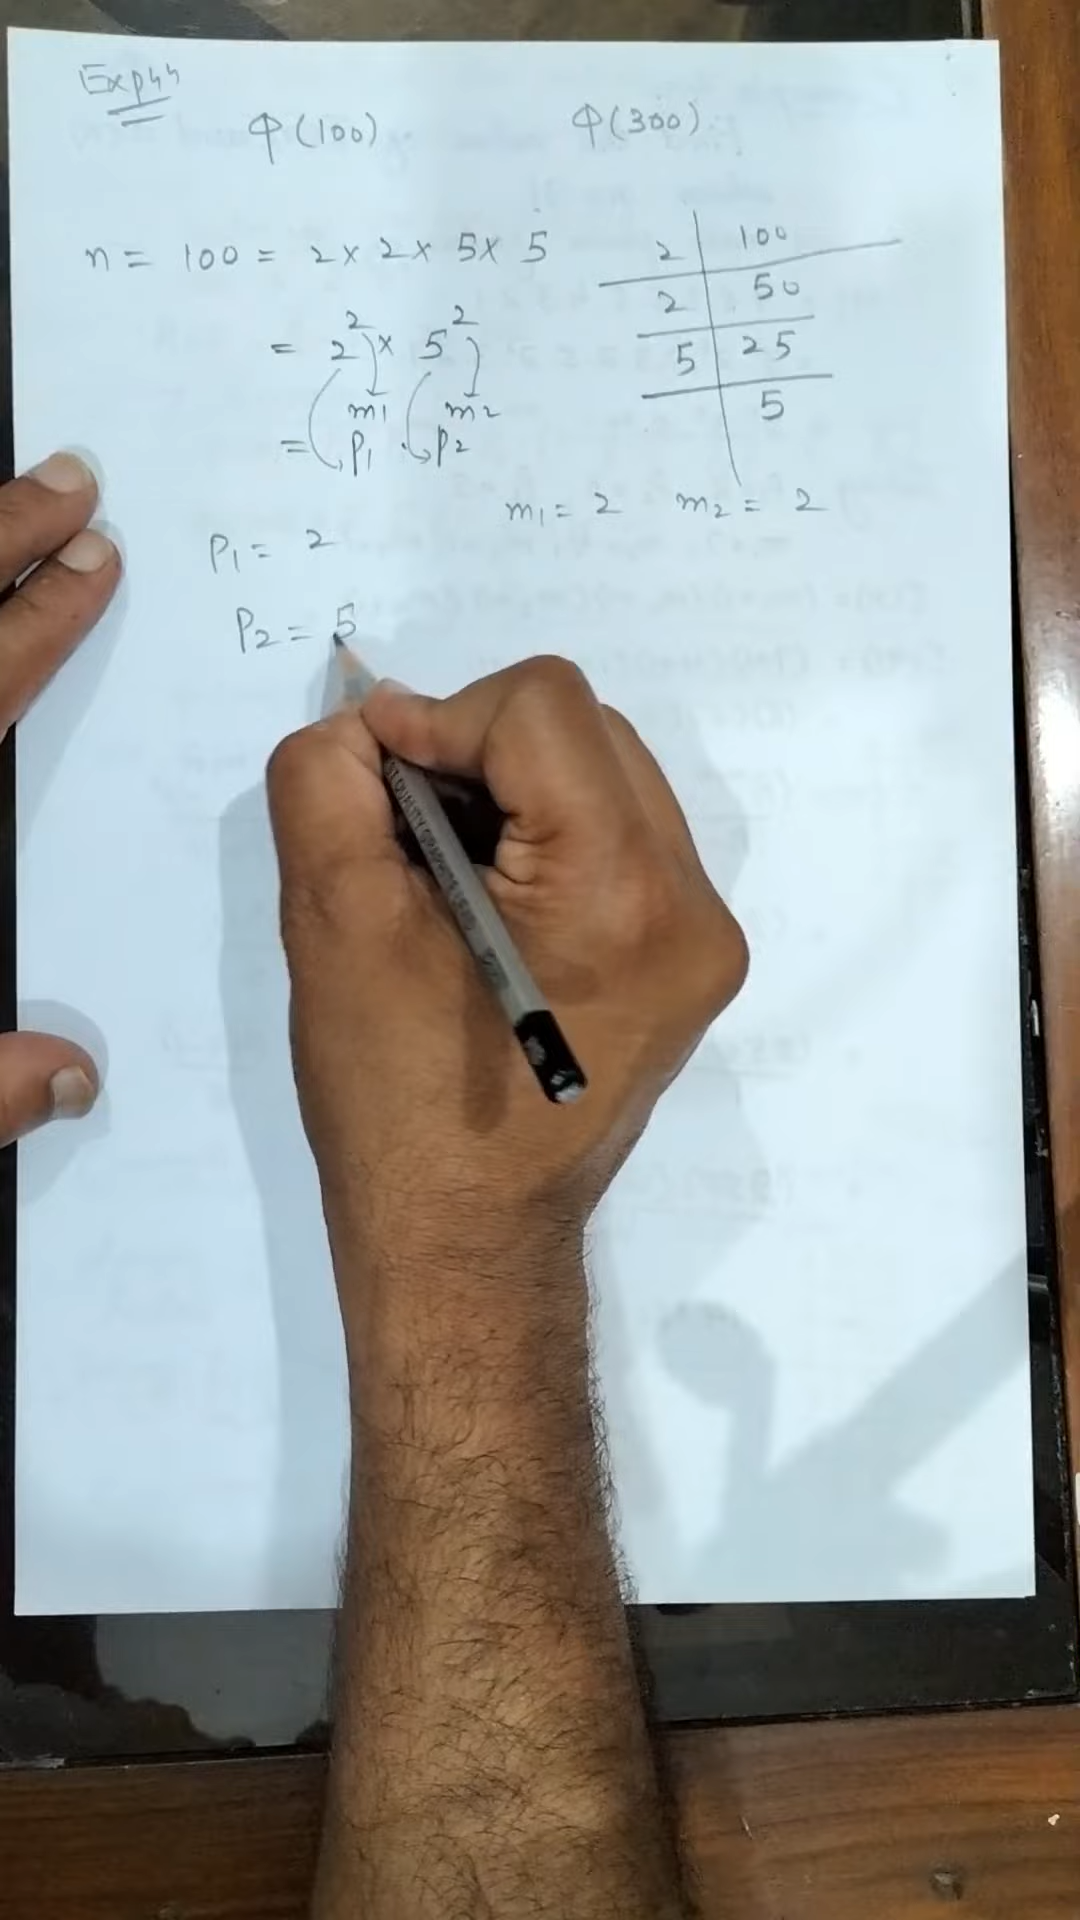 Exp44
φ(100) φ(300)
n = 100 = 2 x 2 x 5 x 5
= 2² x 5²
= p₁^m₁ . p₂^m₂
2 | 100
2 | 50
5 | 25
5
m₁ = 2 m₂ = 2
P₁ = 2
P₂ = 5